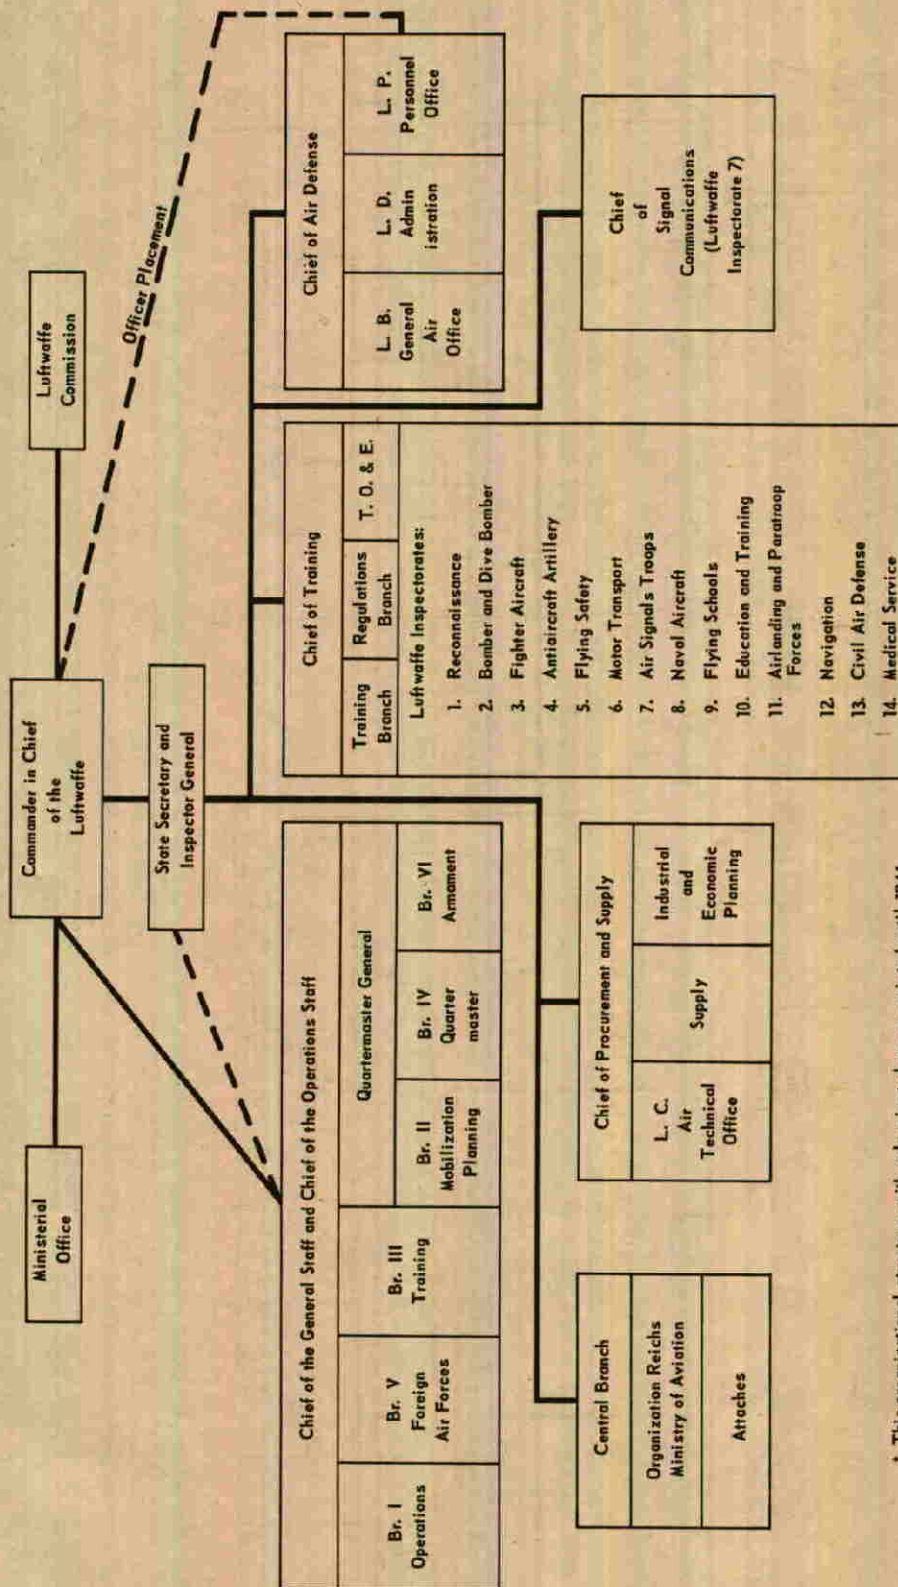 Commander in Chief
of the
Luftwaffe
Ministerial
Office
Luftwaffe
Commission
Officer Placement
State Secretary and
Inspector General
Chief of the General Staff and Chief of the Operations Staff
Br. I
Operations
Br. V
Foreign
Air Forces
Br. III
Training
Quartermaster General
Br. II
Mobilization
Planning
Br. IV
Quarter
master
Br. VI
Armament
Chief of Training
Training
Branch
Regulations
Branch
T. O. & E.
Luftwaffe Inspectorates:
1. Reconnaissance
2. Bomber and Dive Bomber
3. Fighter Aircraft
4. Antiaircraft Artillery
5. Flying Safety
6. Motor Transport
7. Air Signals Troops
8. Naval Aircraft
9. Flying Schools
10. Education and Training
11. Airlanding and Paratroop
Forces
12. Navigation
13. Civil Air Defense
14. Medical Service
Chief of Air Defense
L. B.
General
Air
Office
L. D.
Admin
istration
L. P.
Personnel
Office
Central Branch
Organization Reichs
Ministry of Aviation
Attaches
Chief of Procurement and Supply
L. C.
Air
Technical
Office
Supply
Industrial
and
Economic
Planning
Chief
of
Signal
Communications
(Luftwaffe
Inspectorate 7)
This organizational structure, with